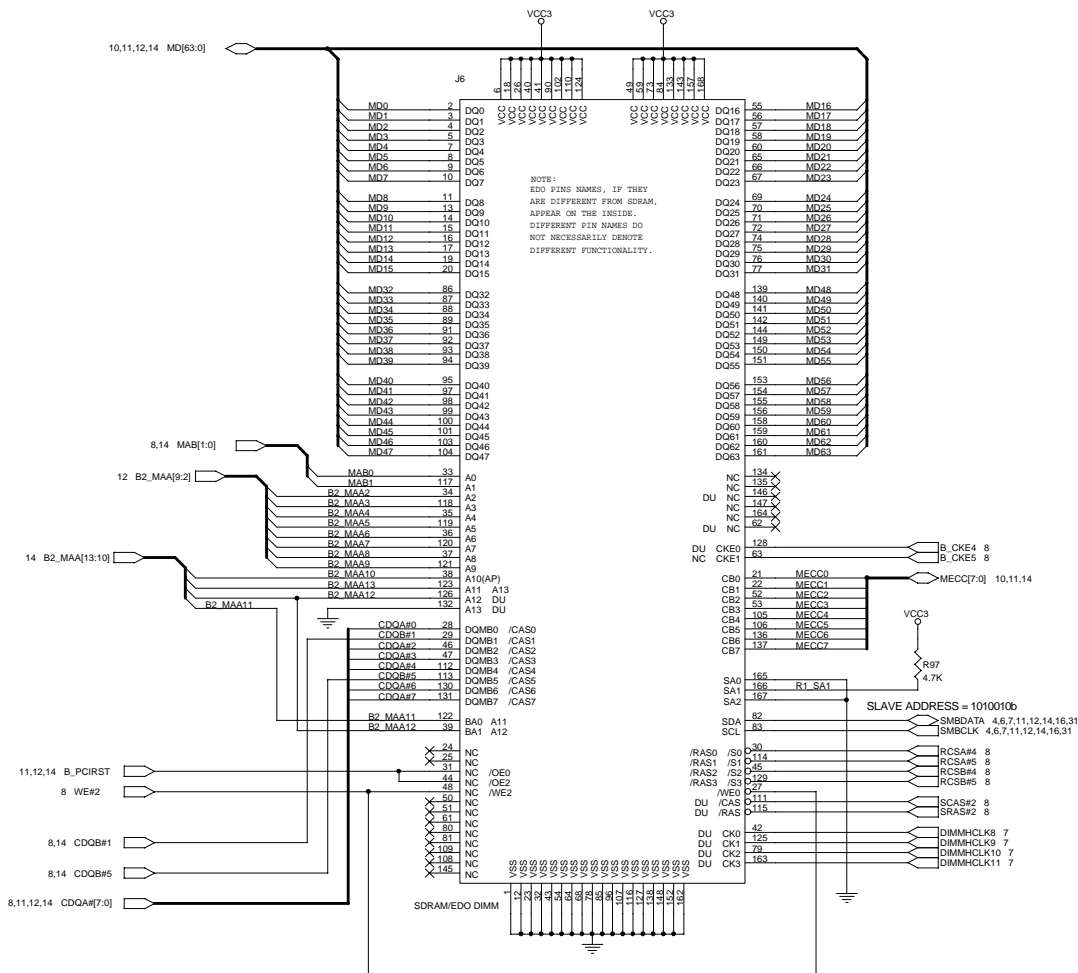 VCC3 VCC3
10,11,12,14 MD[63:0]
J6
6 18 26 40 41 90 102 110 124 49 59 73 84 133 143 157 168
VCC VCC VCC VCC VCC VCC VCC VCC VCC VCC VCC VCC VCC VCC VCC VCC VCC
MD0 2 DQ0 DQ16 55 MD16
MD1 3 DQ1 DQ17 56 MD17
MD2 4 DQ2 DQ18 57 MD18
MD3 5 DQ3 DQ19 58 MD19
MD4 7 DQ4 DQ20 60 MD20
MD5 8 DQ5 DQ21 65 MD21
MD6 9 DQ6 DQ22 66 MD22
MD7 10 DQ7 DQ23 67 MD23
NOTE:
EDO PINS NAMES, IF THEY
ARE DIFFERENT FROM SDRAM,
APPEAR ON THE INSIDE.
DIFFERENT PIN NAMES DO
NOT NECESSARILY DENOTE
DIFFERENT FUNCTIONALITY.
MD8 11 DQ8 DQ24 69 MD24
MD9 13 DQ9 DQ25 70 MD25
MD10 14 DQ10 DQ26 71 MD26
MD11 15 DQ11 DQ27 72 MD27
MD12 16 DQ12 DQ28 74 MD28
MD13 17 DQ13 DQ29 75 MD29
MD14 19 DQ14 DQ30 76 MD30
MD15 20 DQ15 DQ31 77 MD31
MD32 86 DQ32 DQ48 139 MD48
MD33 87 DQ33 DQ49 140 MD49
MD34 88 DQ34 DQ50 141 MD50
MD35 89 DQ35 DQ51 142 MD51
MD36 91 DQ36 DQ52 144 MD52
MD37 92 DQ37 DQ53 149 MD53
MD38 93 DQ38 DQ54 150 MD54
MD39 94 DQ39 DQ55 151 MD55
MD40 95 DQ40 DQ56 153 MD56
MD41 97 DQ41 DQ57 154 MD57
MD42 98 DQ42 DQ58 155 MD58
MD43 99 DQ43 DQ59 156 MD59
MD44 100 DQ44 DQ60 158 MD60
MD45 101 DQ45 DQ61 159 MD61
MD46 103 DQ46 DQ62 160 MD62
MD47 104 DQ47 DQ63 161 MD63
8,14 MAB[1:0]
12 B2_MAA[9:2]
14 B2_MAA[13:10]
MAB0 33 A0 NC 134
MAB1 117 A1 NC 135
B2_MAA2 34 A2 DU NC 146
B2_MAA3 118 A3 NC 147
B2_MAA4 35 A4 NC 164
B2_MAA5 119 A5 DU NC 62
B2_MAA6 36 A6
B2_MAA7 120 A7 DU CKE0 128 B_CKE4 8
B2_MAA8 37 A8 NC CKE1 63 B_CKE5 8
B2_MAA9 121 A9
B2_MAA10 38 A10(AP) CB0 21 MECC0 MECC[7:0] 10,11,14
B2_MAA13 123 A11 A13 CB1 22 MECC1
B2_MAA12 126 A12 DU CB2 52 MECC2
B2_MAA11 132 A13 DU CB3 53 MECC3
CB4 105 MECC4
CDQA#0 28 DQMB0 /CAS0 CB5 106 MECC5
CDQB#1 29 DQMB1 /CAS1 CB6 136 MECC6
CDQA#2 46 DQMB2 /CAS2 CB7 137 MECC7
CDQA#3 47 DQMB3 /CAS3
CDQA#4 112 DQMB4 /CAS4
CDQB#5 113 DQMB5 /CAS5
CDQA#6 130 DQMB6 /CAS6
CDQA#7 131 DQMB7 /CAS7
VCC3
R97
4.7K
SA0 165
SA1 166 R1_SA1
SA2 167
SLAVE ADDRESS = 1010010b
B2_MAA11 122 BA0 A11 SDA 82 SMBDATA 4,6,7,11,12,14,16,31
B2_MAA12 39 BA1 A12 SCL 83 SMBCLK 4,6,7,11,12,14,16,31
24 NC /RAS0 /S0 30 RCSA#4 8
25 NC /RAS1 /S1 114 RCSA#5 8
11,12,14 B_PCIRST 31 NC /OE0 /RAS2 /S2 45 RCSB#4 8
44 NC /OE2 /RAS3 /S3 129 RCSB#5 8
8 WE#2 48 NC /WE2 /WE0 27
50 NC DU /CAS 111 SCAS#2 8
51 NC DU /RAS 115 SRAS#2 8
61 NC
80 NC DU CK0 42 DIMMHCLK8 7
8,14 CDQB#1 81 NC DU CK1 125 DIMMHCLK9 7
109 NC DU CK2 79 DIMMHCLK10 7
108 NC DU CK3 163 DIMMHCLK11 7
145 NC
8,14 CDQB#5
8,11,12,14 CDQA#[7:0]
VSS VSS VSS VSS VSS VSS VSS VSS VSS VSS VSS VSS VSS VSS VSS VSS VSS VSS
1 12 23 32 43 54 64 68 78 85 96 107 116 127 138 148 152 162
SDRAM/EDO DIMM